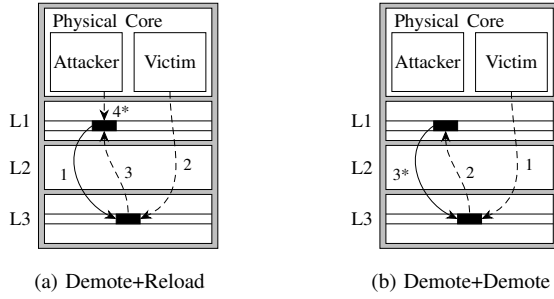 Physical Core
Attacker
Victim
4*
L1
1
3
2
L2
L3
(a) Demote+Reload
Physical Core
Attacker
Victim
L1
3*
2
1
L2
L3
(b) Demote+Demote